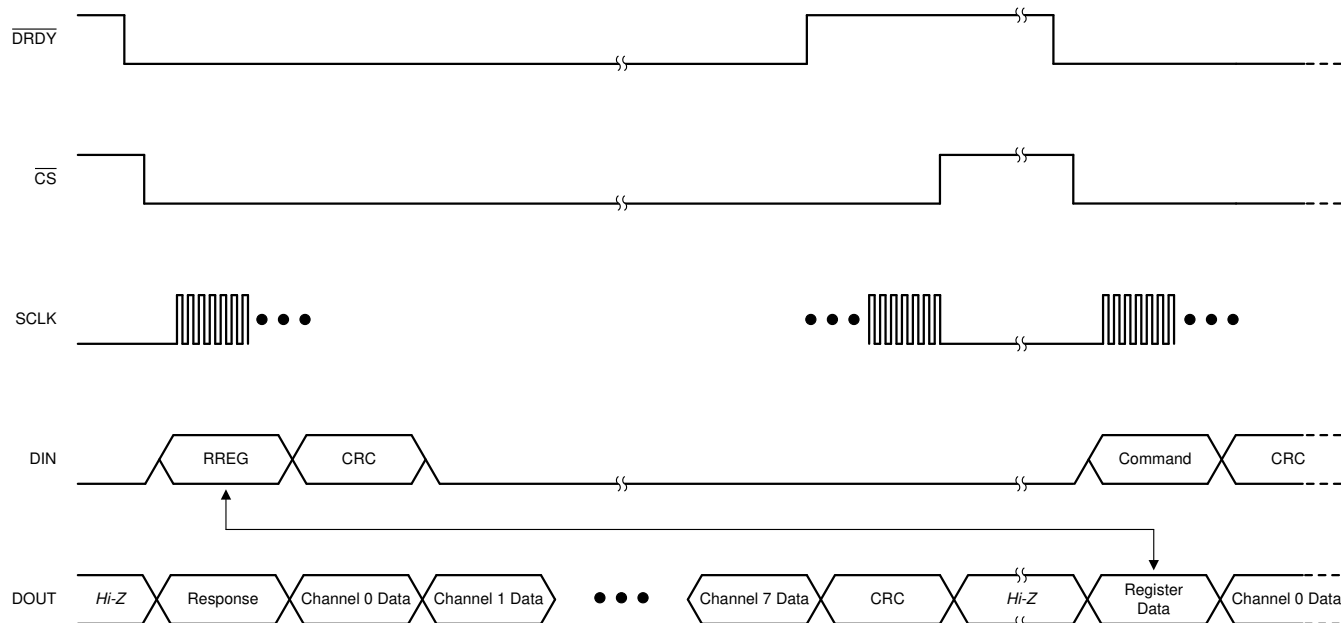 DRDY
CS
SCLK
DIN
RREG
CRC
Command
CRC
DOUT
Hi-Z
Response
Channel 0 Data
Channel 1 Data
Channel 7 Data
CRC
Hi-Z
Register
Data
Channel 0 Data